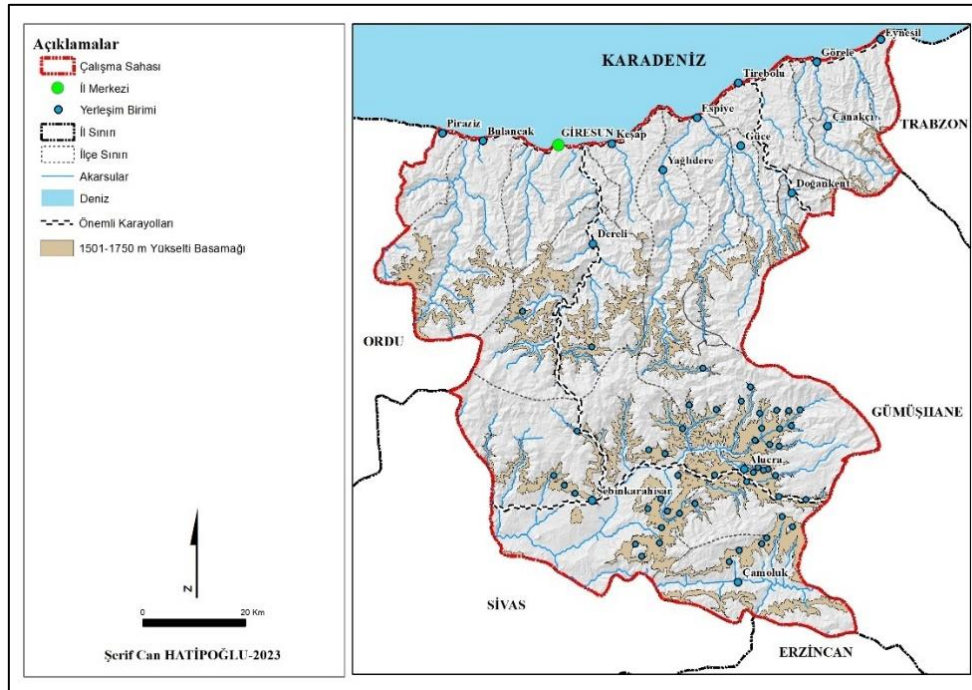 Açıklamalar
Çalışma Sahası
İl Merkezi
Yerleşim Birimi
İl Sınırı
İlçe Sınırı
Akarsular
Deniz
Önemli Karayolları
1501-1750 m Yükselti Basamağı
N
0 20 Km
Şerif Can HATİPOĞLU-2023
KARADENİZ
Eynesil
Görele
Tirebolu
Espiye
Çanakçı
TRABZON
Piraziz
Bulancak
GİRESUN
Keşap
Güce
Yağlıdere
Doğankent
Dereli
ORDU
GÜMÜŞHANE
Alucra
Şebinkarahisar
Çamoluk
SİVAS
ERZİNCAN